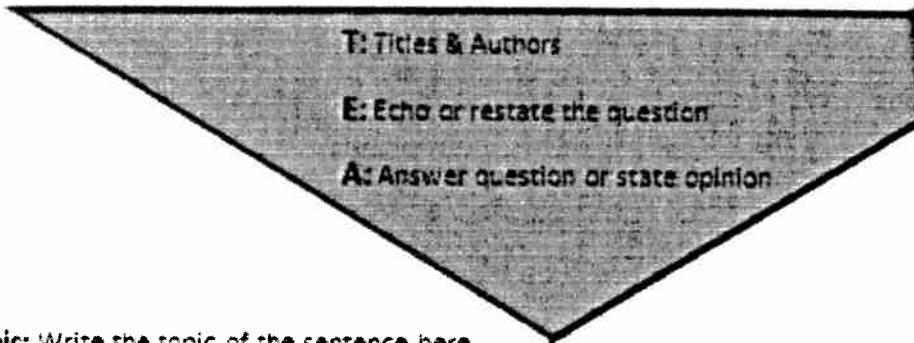 T: Titles & Authors
E: Echo or restate the question
A: Answer question or state opinion
Write the topic of the sentence here